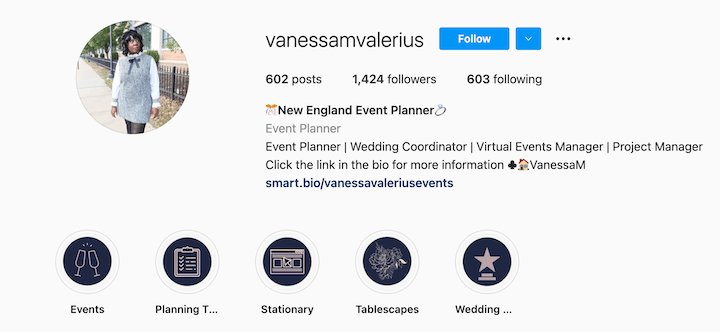 vanessamvalerius Follow
602 posts 1,424 followers 603 following
🎊New England Event Planner💍
Event Planner
Event Planner | Wedding Coordinator | Virtual Events Manager | Project Manager
Click the link in the bio for more information ♣️🏠VanessaM
smart.bio/vanessavaleriusevents
Events Planning T... Stationary Tablescapes Wedding ...